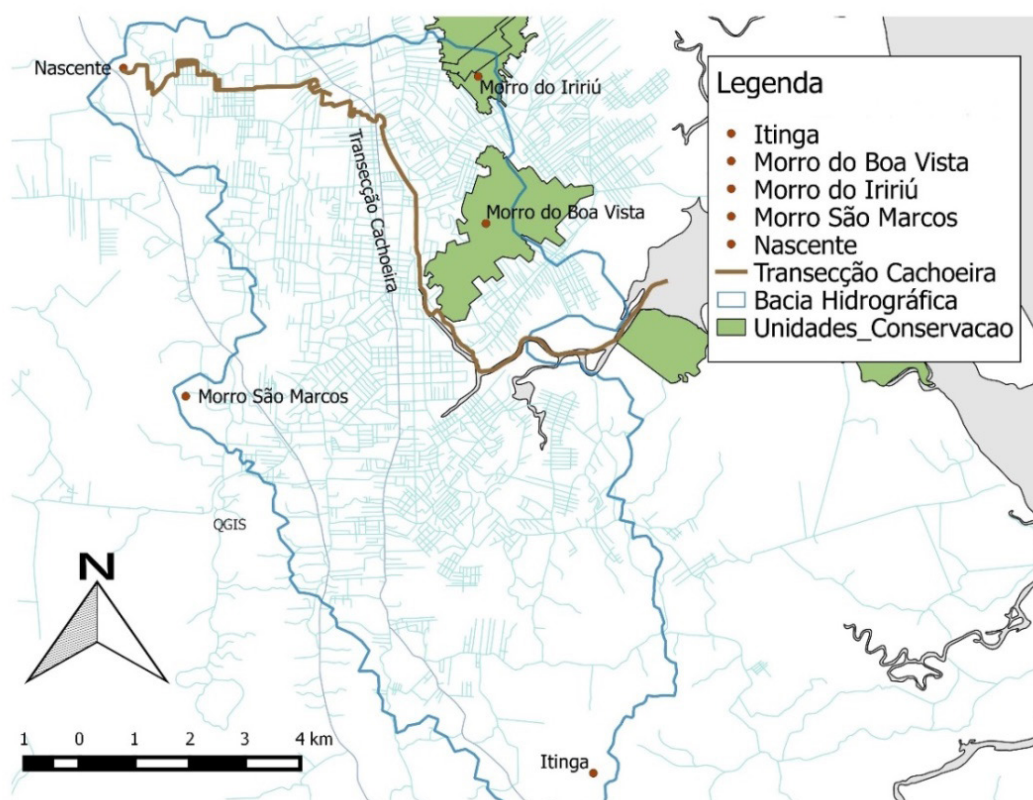 Nascente
Morro do Iririú
Transecção Cachoeira
Morro do Boa Vista
Morro São Marcos
QGIS
N
1 0 1 2 3 4 km
Itinga
Legenda
Itinga
Morro do Boa Vista
Morro do Iririú
Morro São Marcos
Nascente
Transecção Cachoeira
Bacia Hidrográfica
Unidades_Conservacao